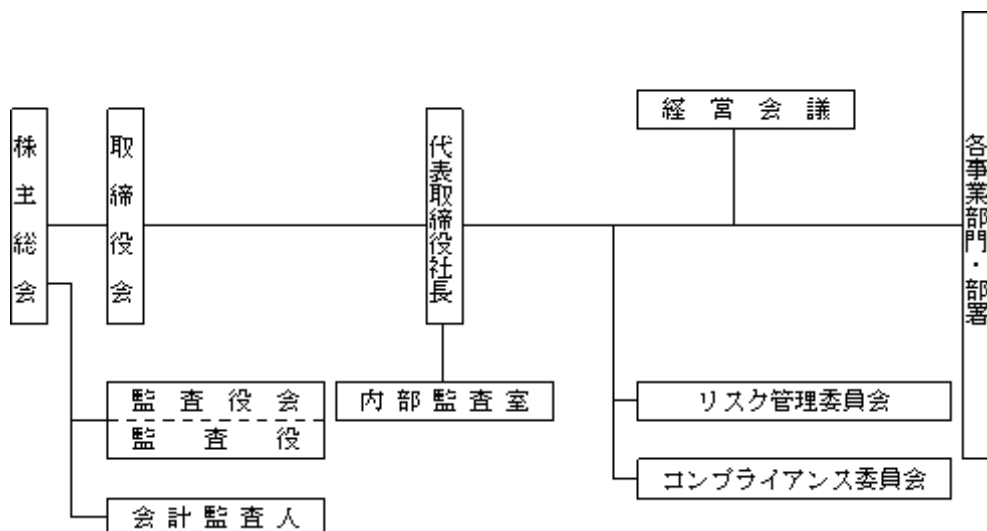 株主総会
取締役会
代表取締役社長
経営会議
各事業部門・部署
監査役会
監査役
内部監査室
リスク管理委員会
コンプライアンス委員会
会計監査人